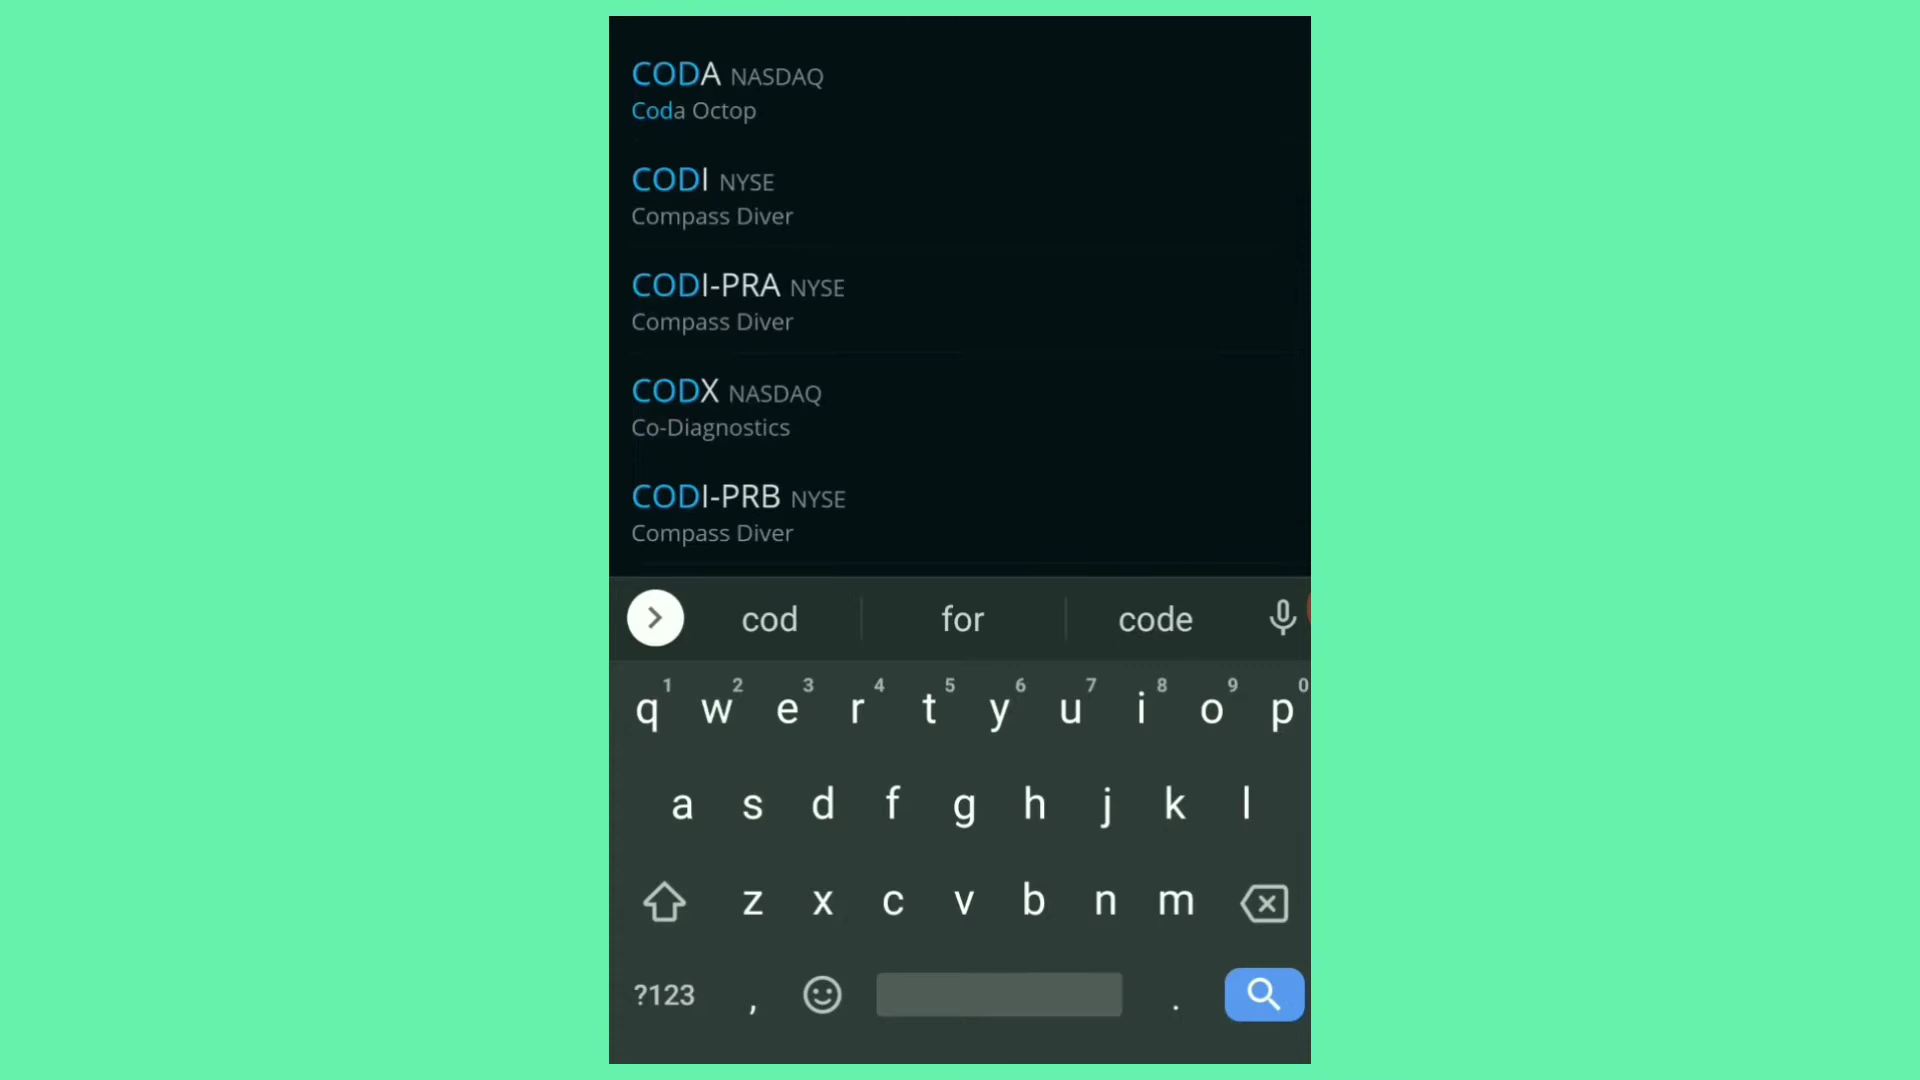 CODA NASDAQ
Coda Octop
CODI NYSE
Compass Diver
CODI-PRA NYSE
Compass Diver
CODX NASDAQ
Co-Diagnostics
CODI-PRB NYSE
Compass Diver
cod for code
1 2 3 4 5 6 7 8 9 0
q w e r t y u i o p
a s d f g h j k l
z x c v b n m
?123 , .